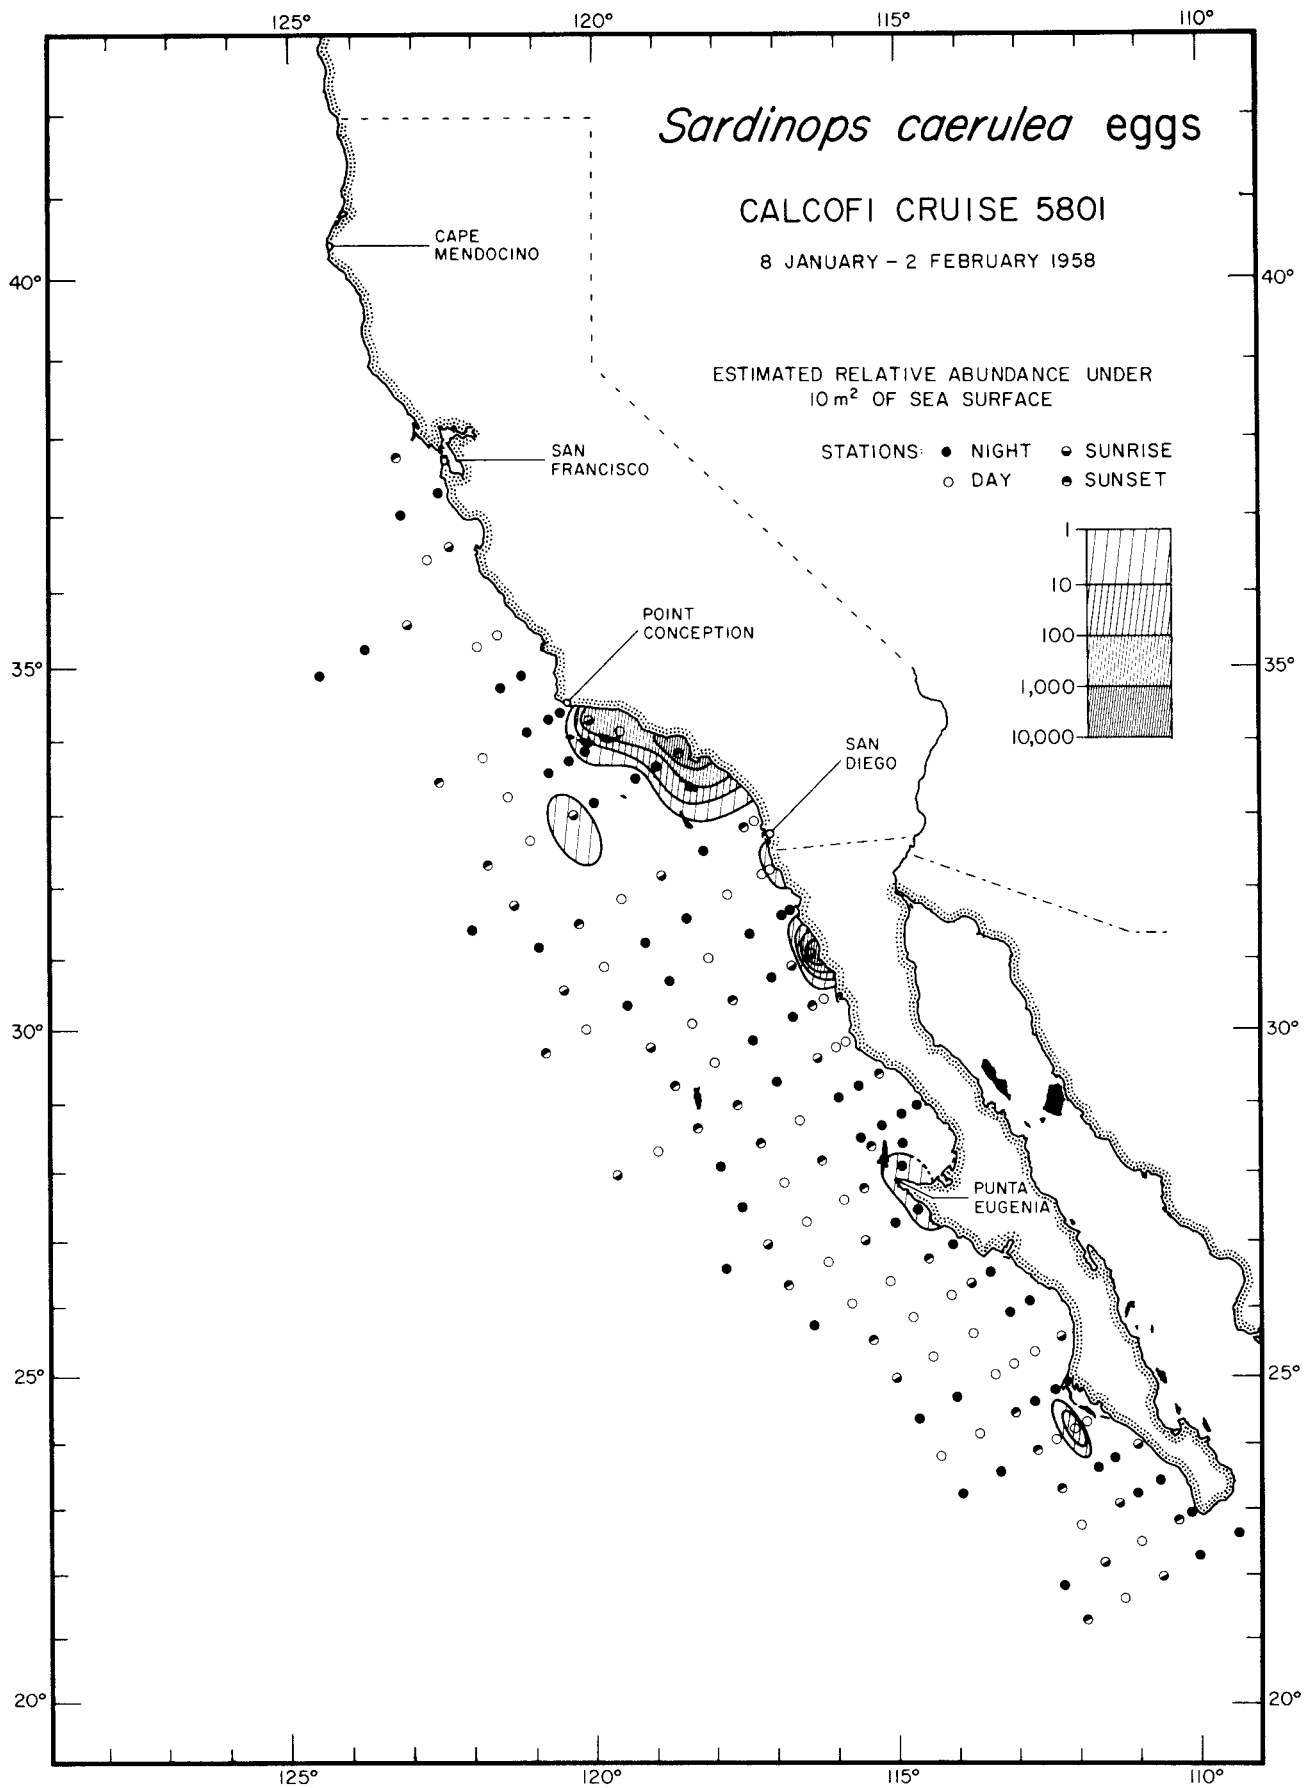 125° 120° 115° 110°
Sardinops caerulea eggs
CALCOFI CRUISE 5801
8 JANUARY – 2 FEBRUARY 1958
CAPE
MENDOCINO
40° 40°
ESTIMATED RELATIVE ABUNDANCE UNDER
10 m² OF SEA SURFACE
STATIONS: ● NIGHT SUNRISE
○ DAY SUNSET
SAN
FRANCISCO
1
10
100
1,000
10,000
POINT
CONCEPTION
35° 35°
SAN
DIEGO
30° 30°
PUNTA
EUGENIA
25° 25°
20° 20°
125° 120° 115° 110°